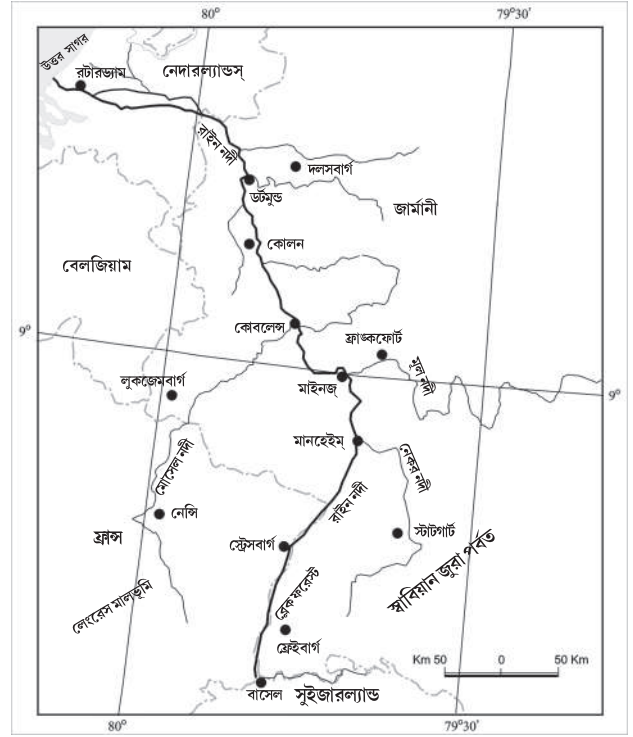 80° 79°30'
উত্তর সাগর
রটারড্যাম
নেদারল্যান্ডস্
রাইন নদী
দলসবার্গ
ডর্টমুন্ড
জার্মানী
কোলন
বেলজিয়াম
কোবলেন্স
ফ্রাঙ্কফোর্ট
9°
লুকজেমবার্গ
মাইনজ্
মূল নদী
9°
মানহেইম্
মোসেল নদী
নেকর নদী
রাইন নদী
নেন্সি
ফ্রান্স
স্ট্রেসবার্গ
স্টাটগার্ট
স্বাবিয়ান জুরা পর্বত
লেংরেস মালভূমি
ব্লেকফরেস্ট
ফ্রেইবার্গ
Km 50 0 50 Km
বাসেল
সুইজারল্যান্ড
80° 79°30'